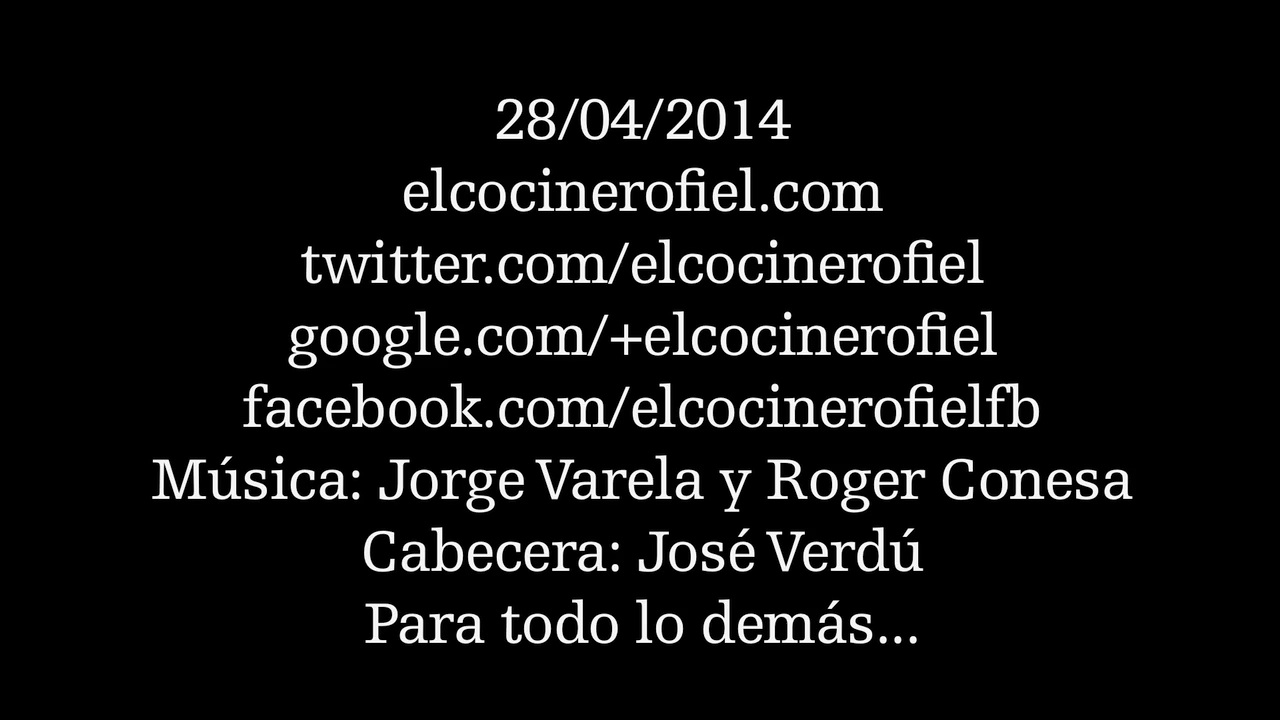 28/04/2014
elcocinerofiel.com
twitter.com/elcocinerofiel
google.com/+elcocinerofiel
facebook.com/elcocinerofielfb
Música: Jorge Varela y Roger Conesa
Cabecera: José Verdú
Para todo lo demás...